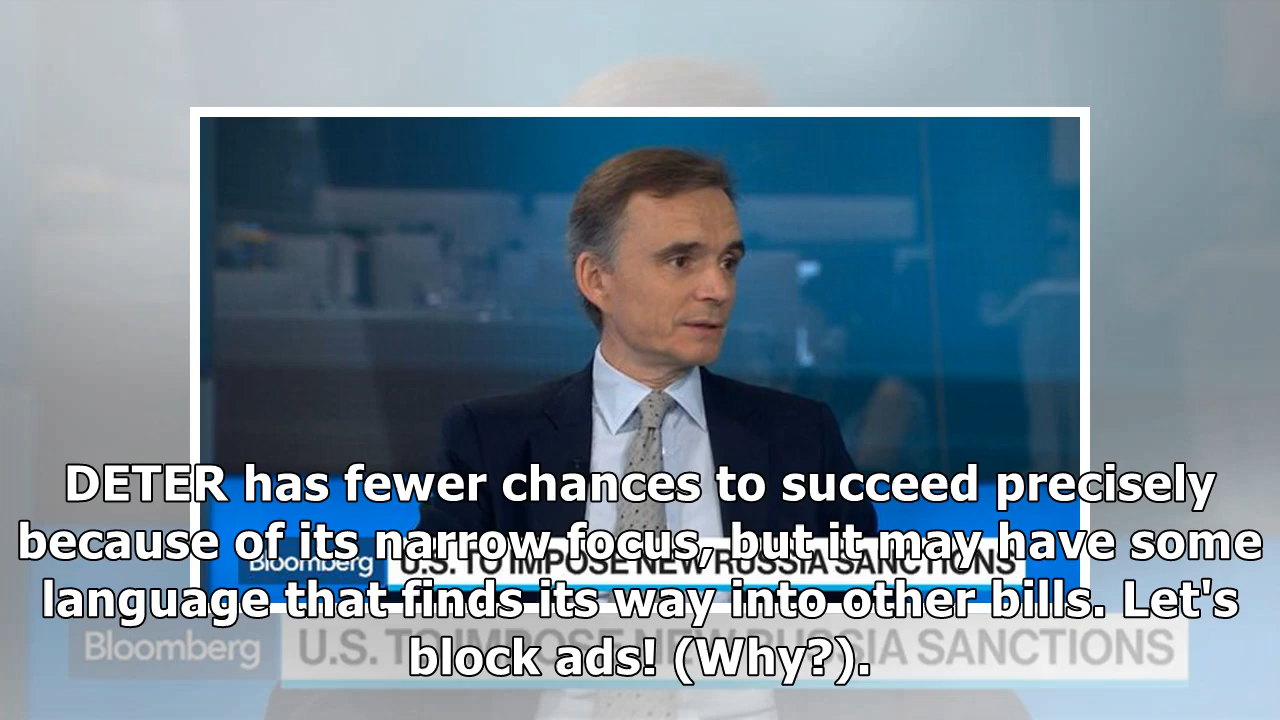 DETER has fewer chances to succeed precisely
because of its narrow focus, but it may have some
Bloomberg U.S. TO IMPOSE NEW RUSSIA SANCTIONS
language that finds its way into other bills. Let's
block ads! (Why?).
Bloomberg U.S. TO IMPOSE NEW RUSSIA SANCTIONS